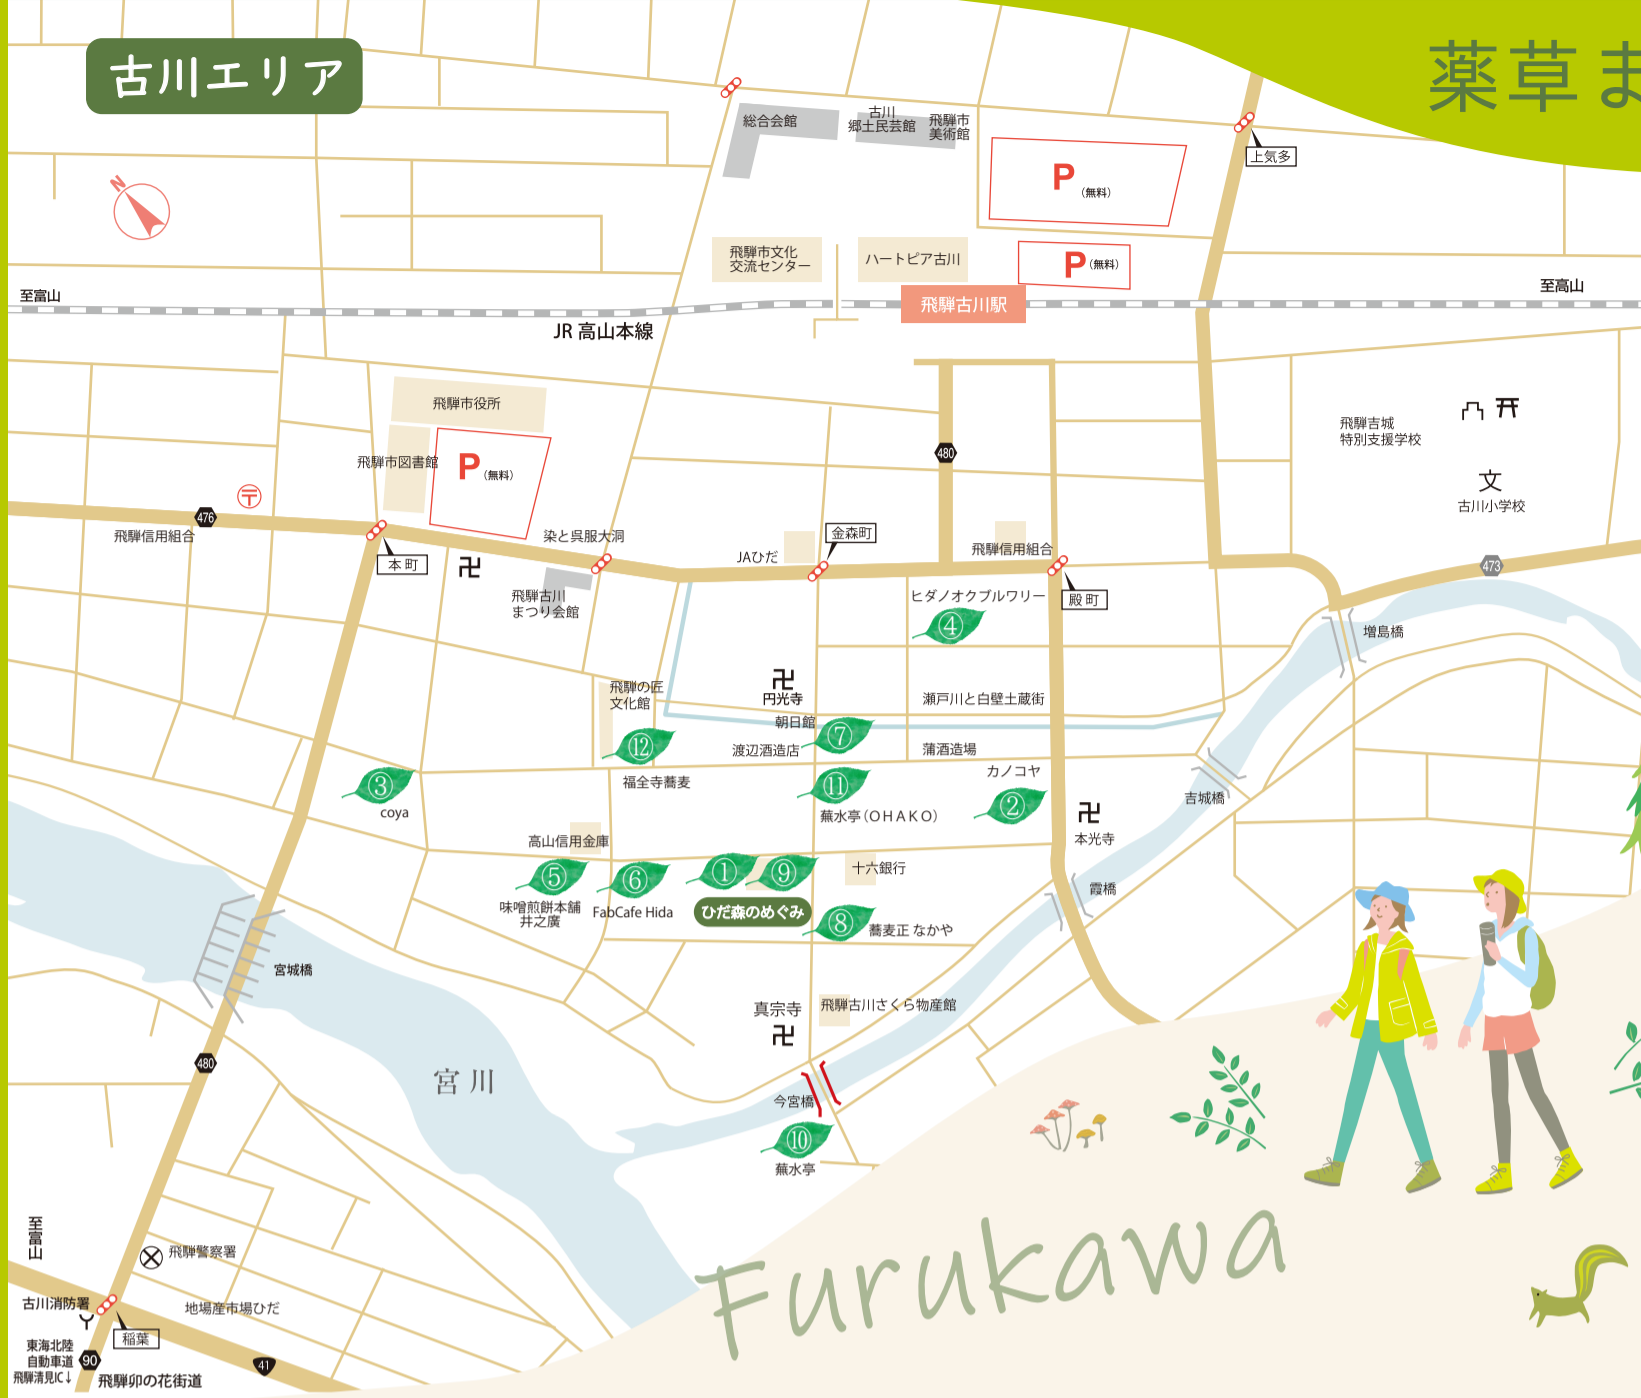 古川エリア
薬草ま
N
総合会館
古川
郷土民芸館
飛騨市
美術館
上気多
P（無料）
飛騨市文化
交流センター
ハートピア古川
P（無料）
至富山
飛騨古川駅
至高山
JR 高山本線
飛騨市役所
飛騨市図書館
P（無料）
480
飛騨吉城
特別支援学校
文
古川小学校
476
飛騨信用組合
本町
染と呉服大洞
JAひだ
金森町
飛騨信用組合
殿町
473
飛騨古川
まつり会館
ヒダノオクブルワリー
④
増島橋
飛騨の匠
文化館
円光寺
瀬戸川と白壁土蔵街
朝日館
⑦
⑫
渡辺酒造店
蒲酒造場
福全寺蕎麦
カノコヤ
③
coya
⑪
蕪水亭（OHAKO）
②
吉城橋
本光寺
高山信用金庫
⑤
味噌煎餅本舗
井之廣
⑥
FabCafe Hida
①
⑨
ひだ森のめぐみ
十六銀行
霞橋
⑧
蕎麦正 なかや
宮城橋
真宗寺
飛騨古川さくら物産館
480
宮川
今宮橋
⑩
蕪水亭
至富山
飛騨警察署
古川消防署
地場産市場ひだ
稲葉
東海北陸
自動車道
飛騨清見IC↓
90
飛騨卯の花街道
41
Furukawa